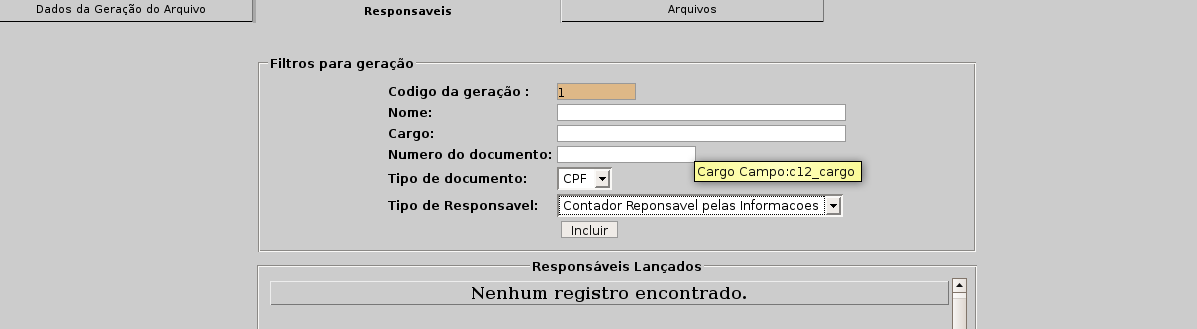 Dados da Geração do Arquivo
Responsaveis
Arquivos
Filtros para geração
Codigo da geração : 1
Nome:
Cargo:
Numero do documento:
Cargo Campo:c12_cargo
Tipo de documento: CPF
Tipo de Responsavel: Contador Reponsavel pelas Informacoes
Incluir
Responsáveis Lançados
Nenhum registro encontrado.